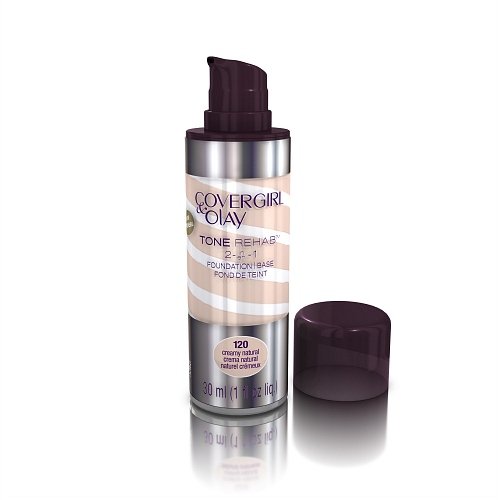 COVERGIRL
& Olay
TONE REHAB™
2-in-1
FOUNDATION | BASE
FOND DE TEINT
120
creamy natural
crema natural
naturel crémeux
30 ml (1 fl oz liq.)